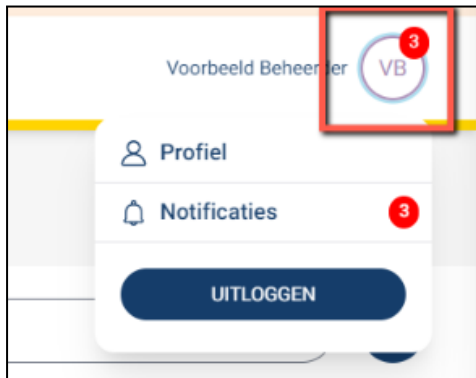 Voorbeeld Beheerder VB 3
Profiel
Notificaties 3
UITLOGGEN